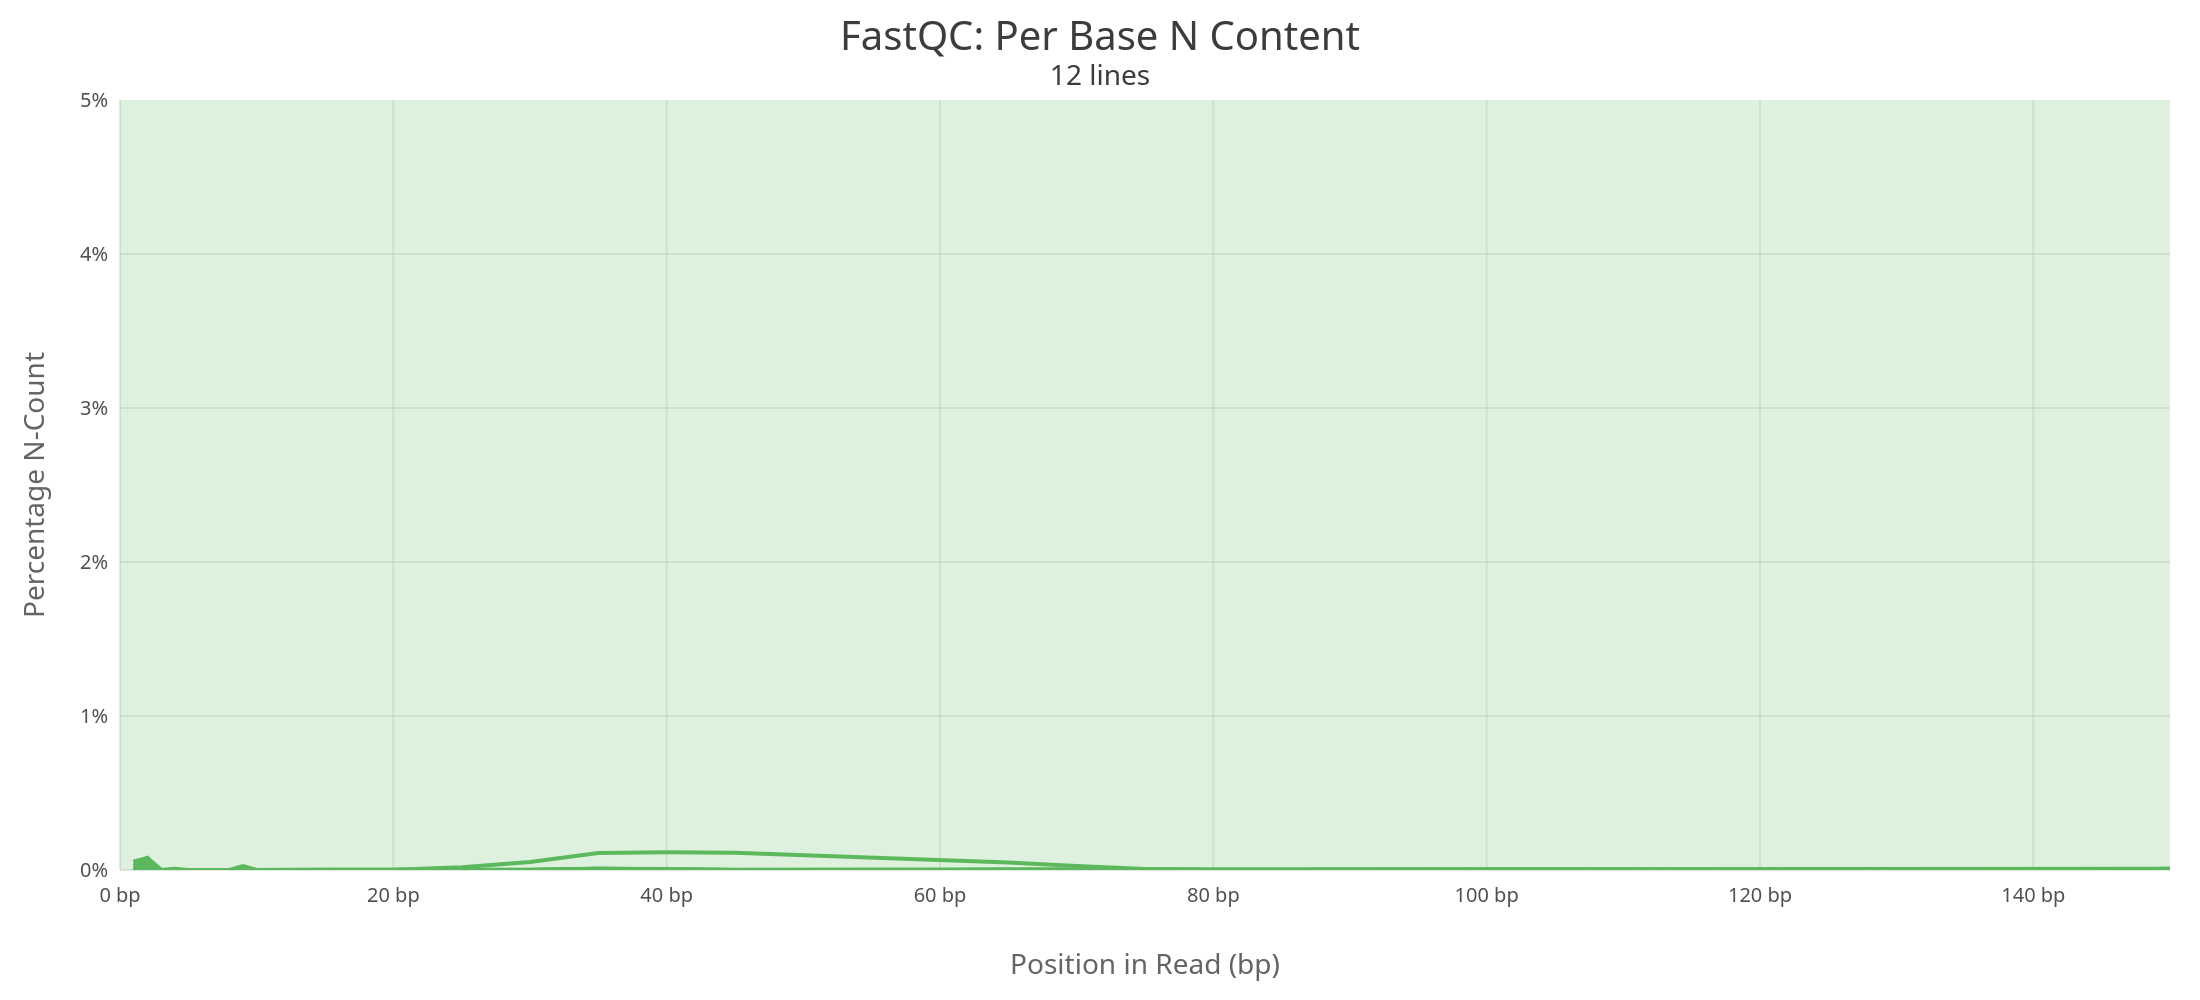 FastQC: Per Base N Content
12 lines
5%
4%
3%
2%
1%
0%
Percentage N-Count
0 bp
20 bp
40 bp
60 bp
80 bp
100 bp
120 bp
140 bp
Position in Read (bp)